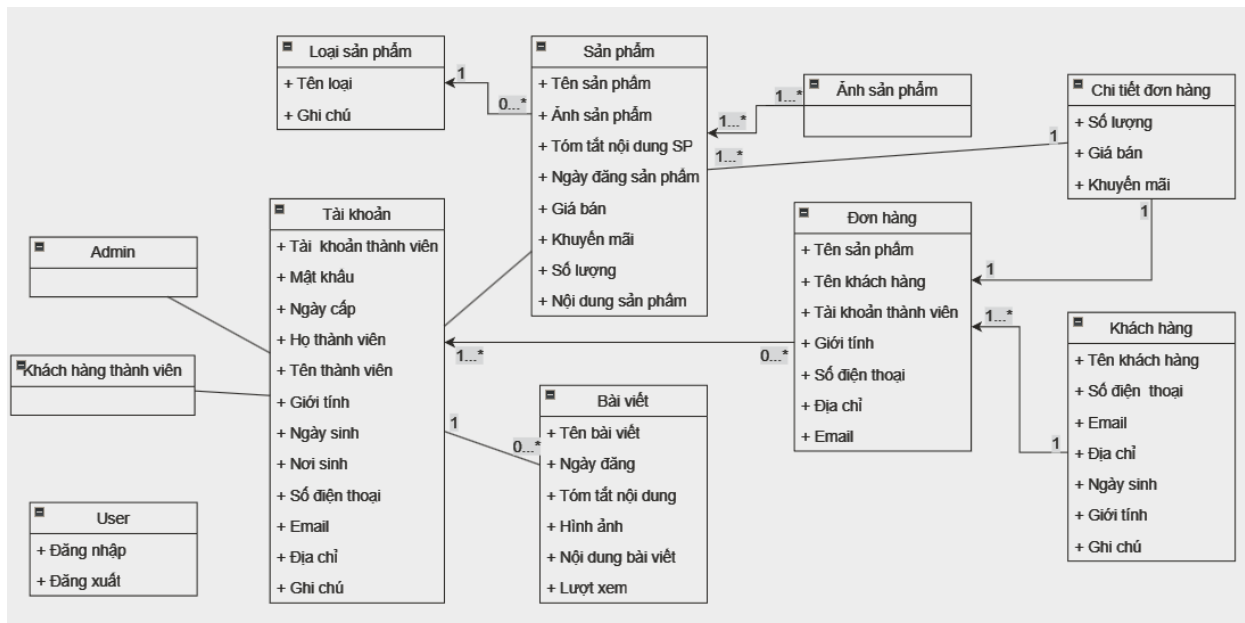 Loại sản phẩm
+ Tên loại
+ Ghi chú
1
0...*
Sản phẩm
+ Tên sản phẩm
+ Ảnh sản phẩm
+ Tóm tắt nội dung SP
+ Ngày đăng sản phẩm
+ Giá bán
+ Khuyến mãi
+ Số lượng
+ Nội dung sản phẩm
1...*
1...*
1...*
Ảnh sản phẩm
1
Chi tiết đơn hàng
+ Số lượng
+ Giá bán
+ Khuyến mãi
1
Admin
Khách hàng thành viên
User
+ Đăng nhập
+ Đăng xuất
Tài khoản
+ Tài khoản thành viên
+ Mật khẩu
+ Ngày cấp
+ Họ thành viên
+ Tên thành viên
+ Giới tính
+ Ngày sinh
+ Nơi sinh
+ Số điện thoại
+ Email
+ Địa chỉ
+ Ghi chú
1...*
0...*
1
0...*
Bài viết
+ Tên bài viết
+ Ngày đăng
+ Tóm tắt nội dung
+ Hình ảnh
+ Nội dung bài viết
+ Lượt xem
Đơn hàng
+ Tên sản phẩm
+ Tên khách hàng
+ Tài khoản thành viên
+ Giới tính
+ Số điện thoại
+ Địa chỉ
+ Email
1
1...*
1
Khách hàng
+ Tên khách hàng
+ Số điện thoại
+ Email
+ Địa chỉ
+ Ngày sinh
+ Giới tính
+ Ghi chú